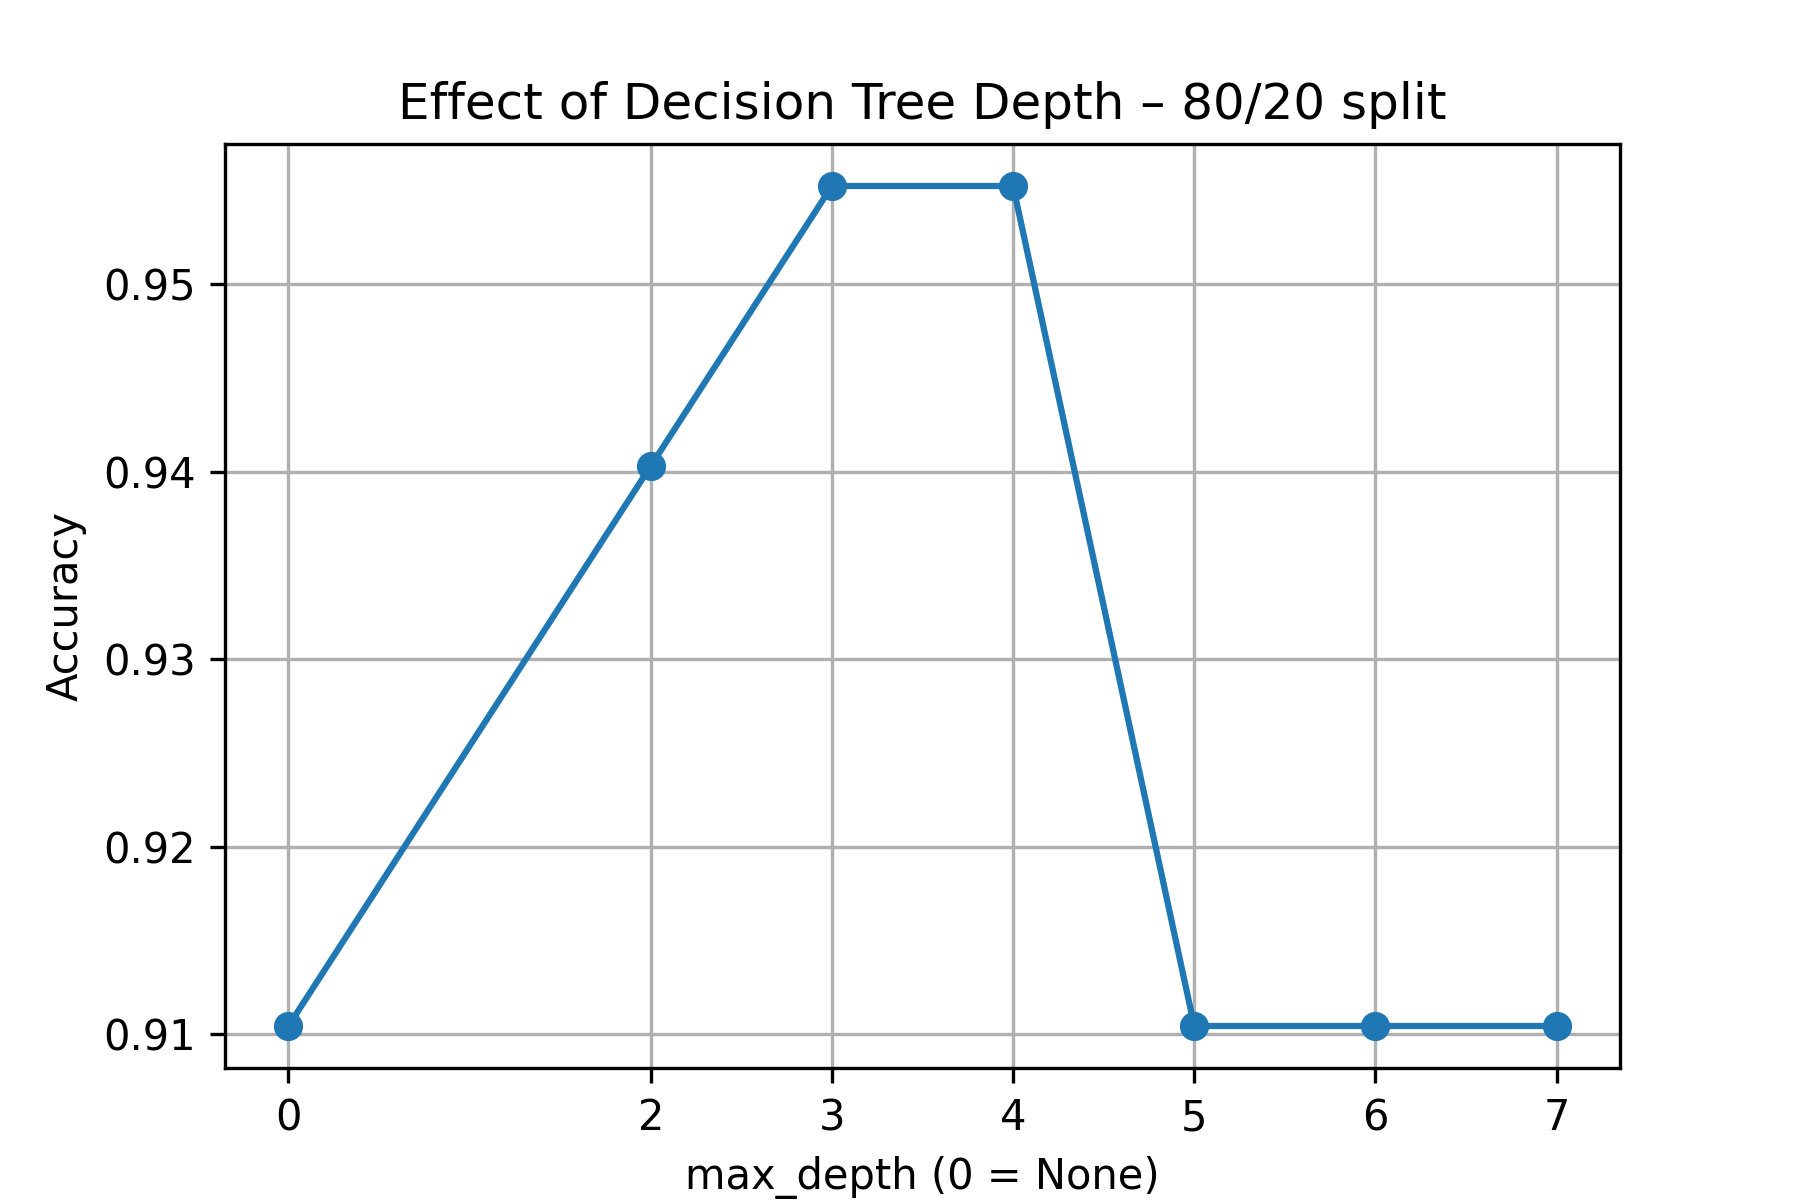 Effect of Decision Tree Depth – 80/20 split
Accuracy
0.95
0.94
0.93
0.92
0.91
0 2 3 4 5 6 7
max_depth (0 = None)